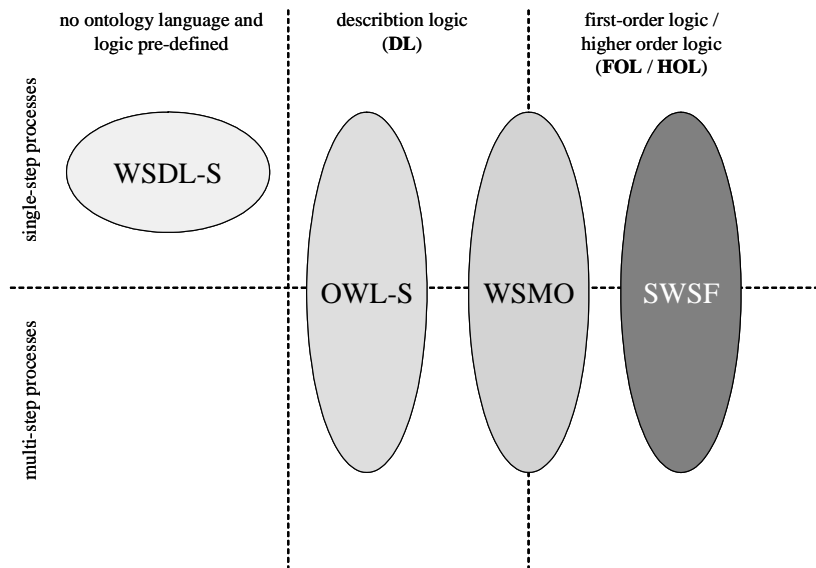 no ontology language and
logic pre-defined
describtion logic
(DL)
first-order logic /
higher order logic
(FOL / HOL)
single-step processes
WSDL-S
OWL-S
WSMO
SWSF
multi-step processes